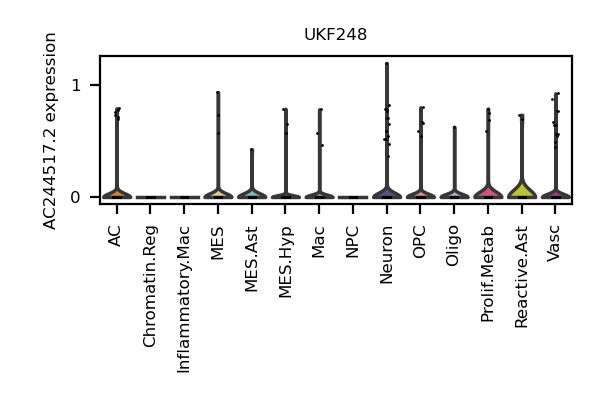 UKF248
AC244517.2 expression
1
0
AC
Chromatin.Reg
Inflammatory.Mac
MES
MES.Ast
MES.Hyp
Mac
NPC
Neuron
OPC
Oligo
Prolif.Metab
Reactive.Ast
Vasc